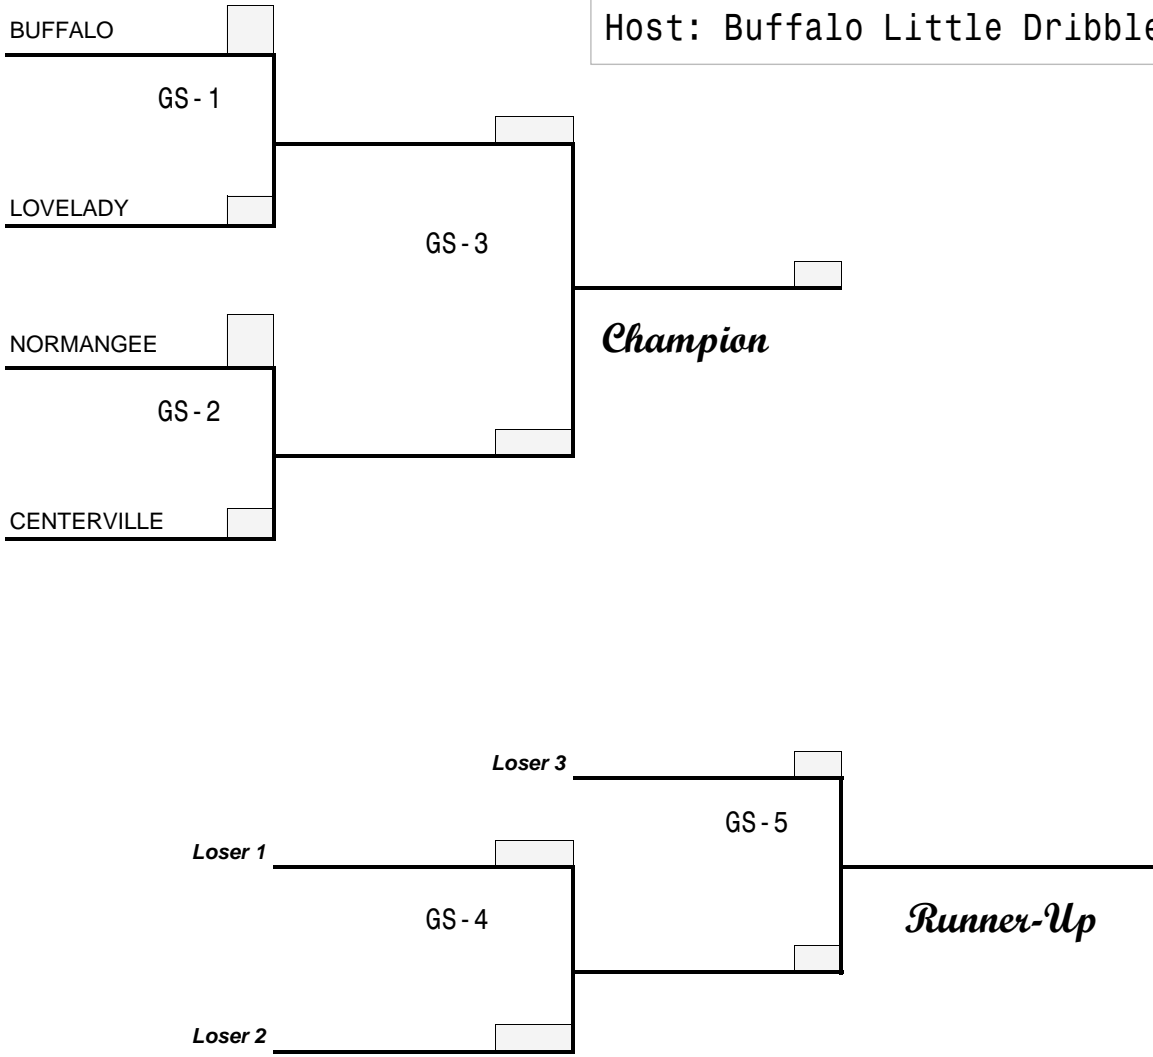 BUFFALO
Host: Buffalo Little
GS-1
LOVELADY
GS-3
NORMANGEE
Champion
GS-2
CENTERVILLE
Loser 3
GS-5
Loser 1
GS-4
Runner-Up
Loser 2